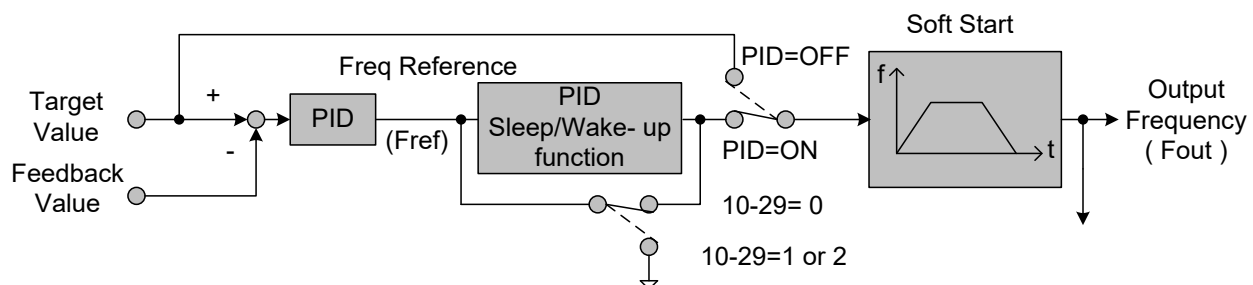 Soft Start
PID=OFF
Freq Reference
f
Target
Value
+
PID
(Fref)
PID
Sleep/Wake- up
function
PID=ON
t
Output
Frequency
( Fout )
-
Feedback
Value
10-29= 0
10-29=1 or 2